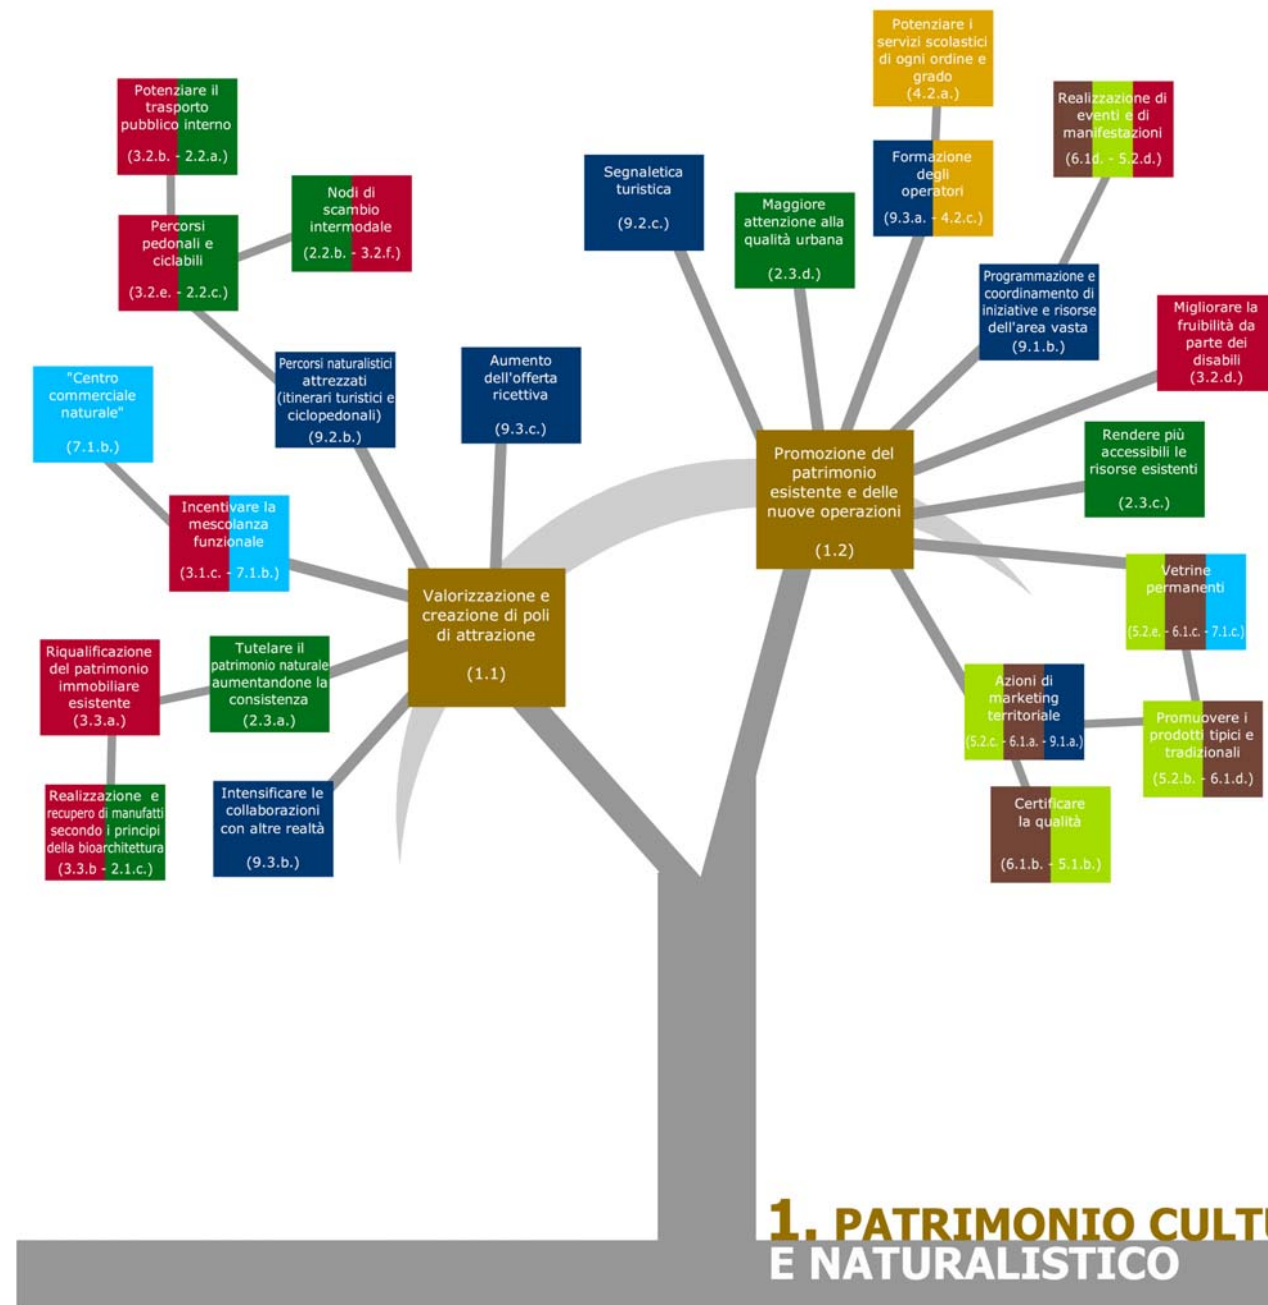 Potenziare i
servizi scolastici
di ogni ordine e
grado
(4.2.a.)
Potenziare il
trasporto
pubblico interno
(3.2.b. - 2.2.a.)
Realizzazione di
eventi e di
manifestazioni
(6.1d. - 5.2.d.)
Formazione
degli
operatori
(9.3.a. - 4.2.c.)
Segnaletica
turistica
(9.2.c.)
Nodi di
scambio
intermodale
(2.2.b. - 3.2.f.)
Maggiore
attenzione alla
qualità urbana
(2.3.d.)
Percorsi
pedonali e
ciclabili
(3.2.e. - 2.2.c.)
Programmazione e
coordinamento di
iniziative e risorse
dell'area vasta
(9.1.b.)
Migliorare la
fruibilità da
parte dei
disabili
(3.2.d.)
"Centro
commerciale
naturale"
(7.1.b.)
Percorsi naturalistici
attrezzati
(itinerari turistici e
ciclopedonali)
(9.2.b.)
Aumento
dell'offerta
ricettiva
(9.3.c.)
Promozione del
patrimonio
esistente e delle
nuove operazioni
(1.2)
Rendere più
accessibili le
risorse esistenti
(2.3.c.)
Incentivare la
mescolanza
funzionale
(3.1.c. - 7.1.b.)
Valorizzazione e
creazione di poli
di attrazione
(1.1)
Vetrine
permanenti
(5.2.e. - 6.1.c. - 7.1.c.)
Riqualificazione
del patrimonio
immobiliare
esistente
(3.3.a.)
Tutelare il
patrimonio naturale
aumentandone la
consistenza
(2.3.a.)
Azioni di
marketing
territoriale
(5.2.c. - 6.1.a. - 9.1.a.)
Promuovere i
prodotti tipici e
tradizionali
(5.2.b. - 6.1.d.)
Realizzazione e
recupero di manufatti
secondo i principi
della bioarchitettura
(3.3.b - 2.1.c.)
Intensificare le
collaborazioni
con altre realtà
(9.3.b.)
Certificare
la qualità
(6.1.b. - 5.1.b.)
1. PATRIMONIO CULTU
E NATURALISTICO